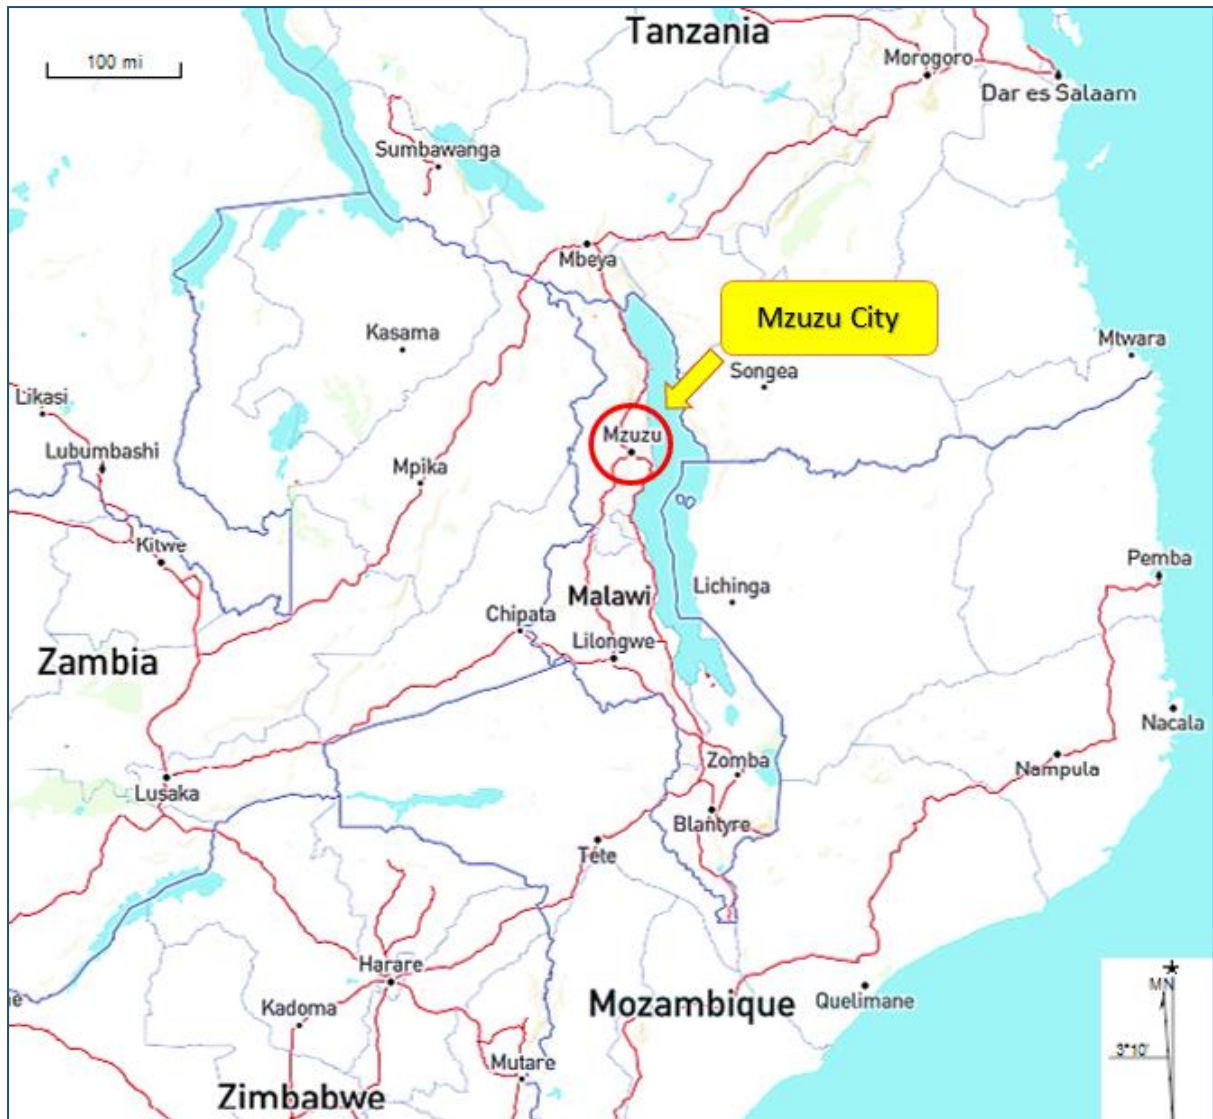 Tanzania
100 mi
Morogoro
Dar es Salaam
Sumbawanga
Mbeya
Mzuzu City
Kasama
Mtwara
Songea
Likasi
Mzuzu
Lubumbashi
Mpika
Kitwe
Pemba
Lichinga
Malawi
Chipata
Lilongwe
Zambia
Nacala
Zomba
Nampula
Lusaka
Blantyre
Téte
Harare
MN
Kadoma
Mozambique
Quelimane
3°10'
Mutare
Zimbabwe